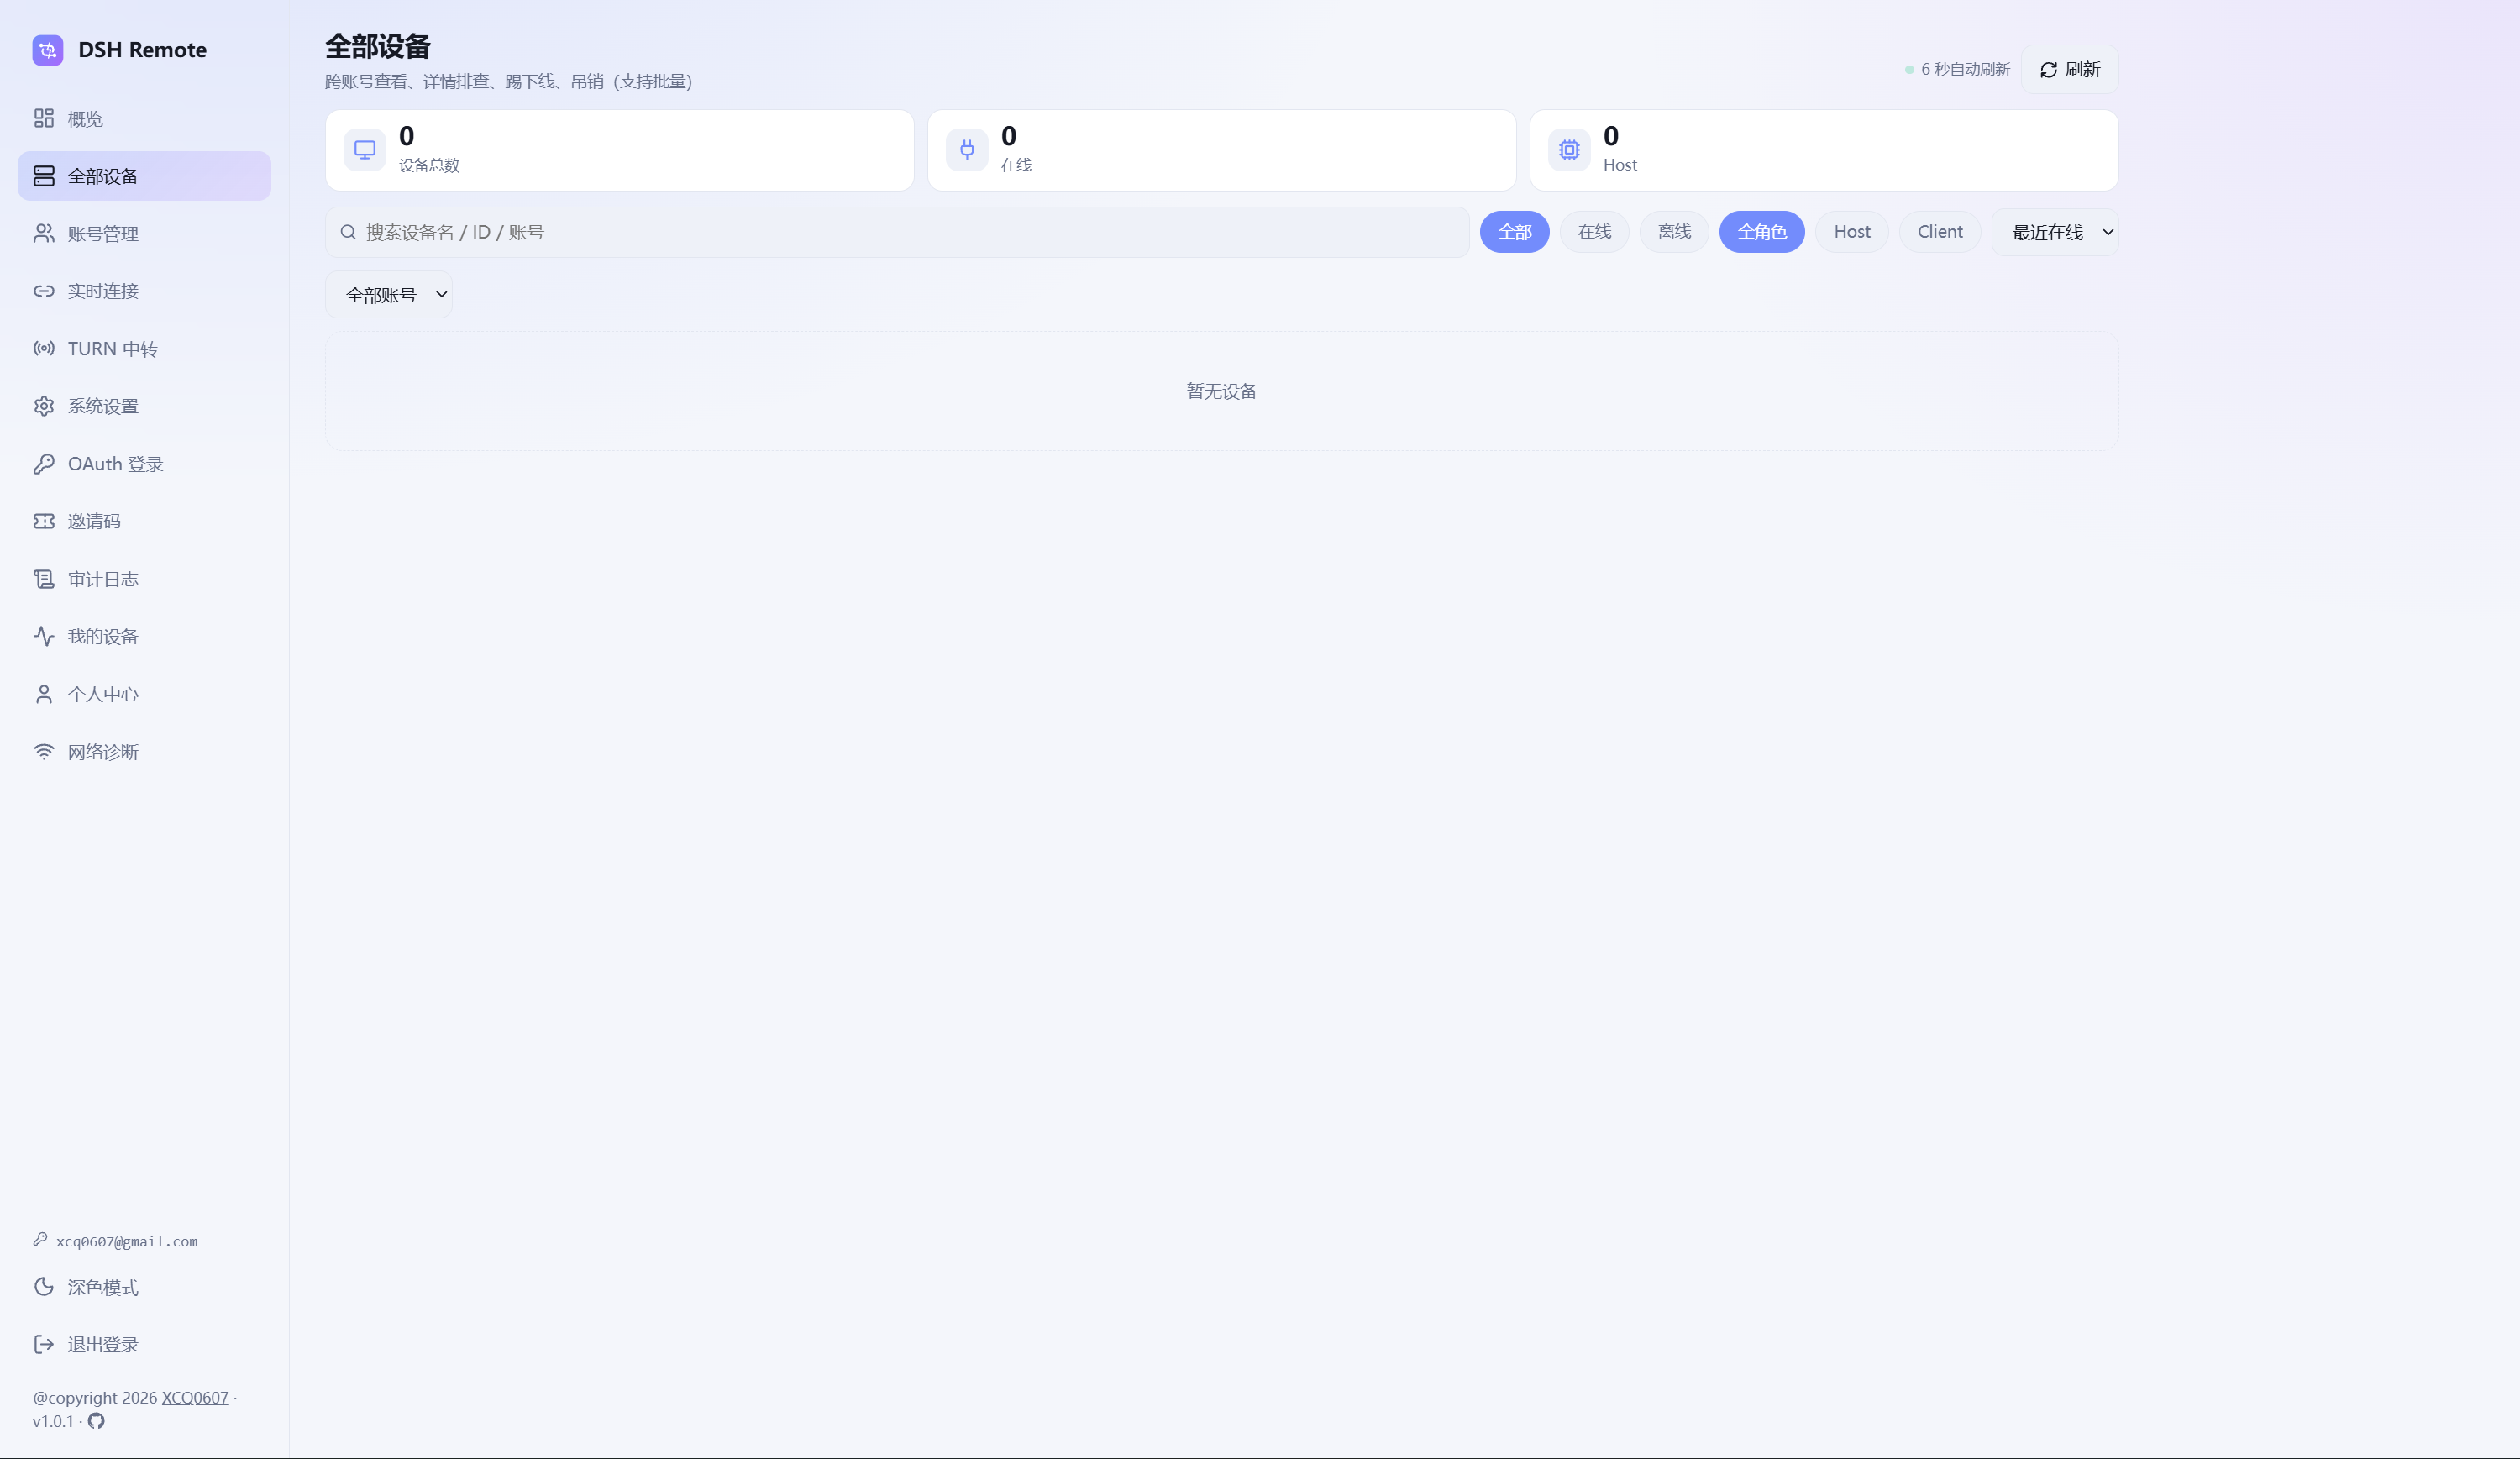 DSH Remote
概览
全部设备
账号管理
实时连接
TURN 中转
系统设置
OAuth 登录
邀请码
审计日志
我的设备
个人中心
网络诊断
xcq0607@gmail.com
深色模式
退出登录
@copyright 2026 XCQ0607 ·
v1.0.1 ·
全部设备
跨账号查看、详情排查、踢下线、吊销（支持批量）
6 秒自动刷新
刷新
0
设备总数
0
在线
0
Host
搜索设备名 / ID / 账号
全部
在线
离线
全角色
Host
Client
最近在线
全部账号
暂无设备